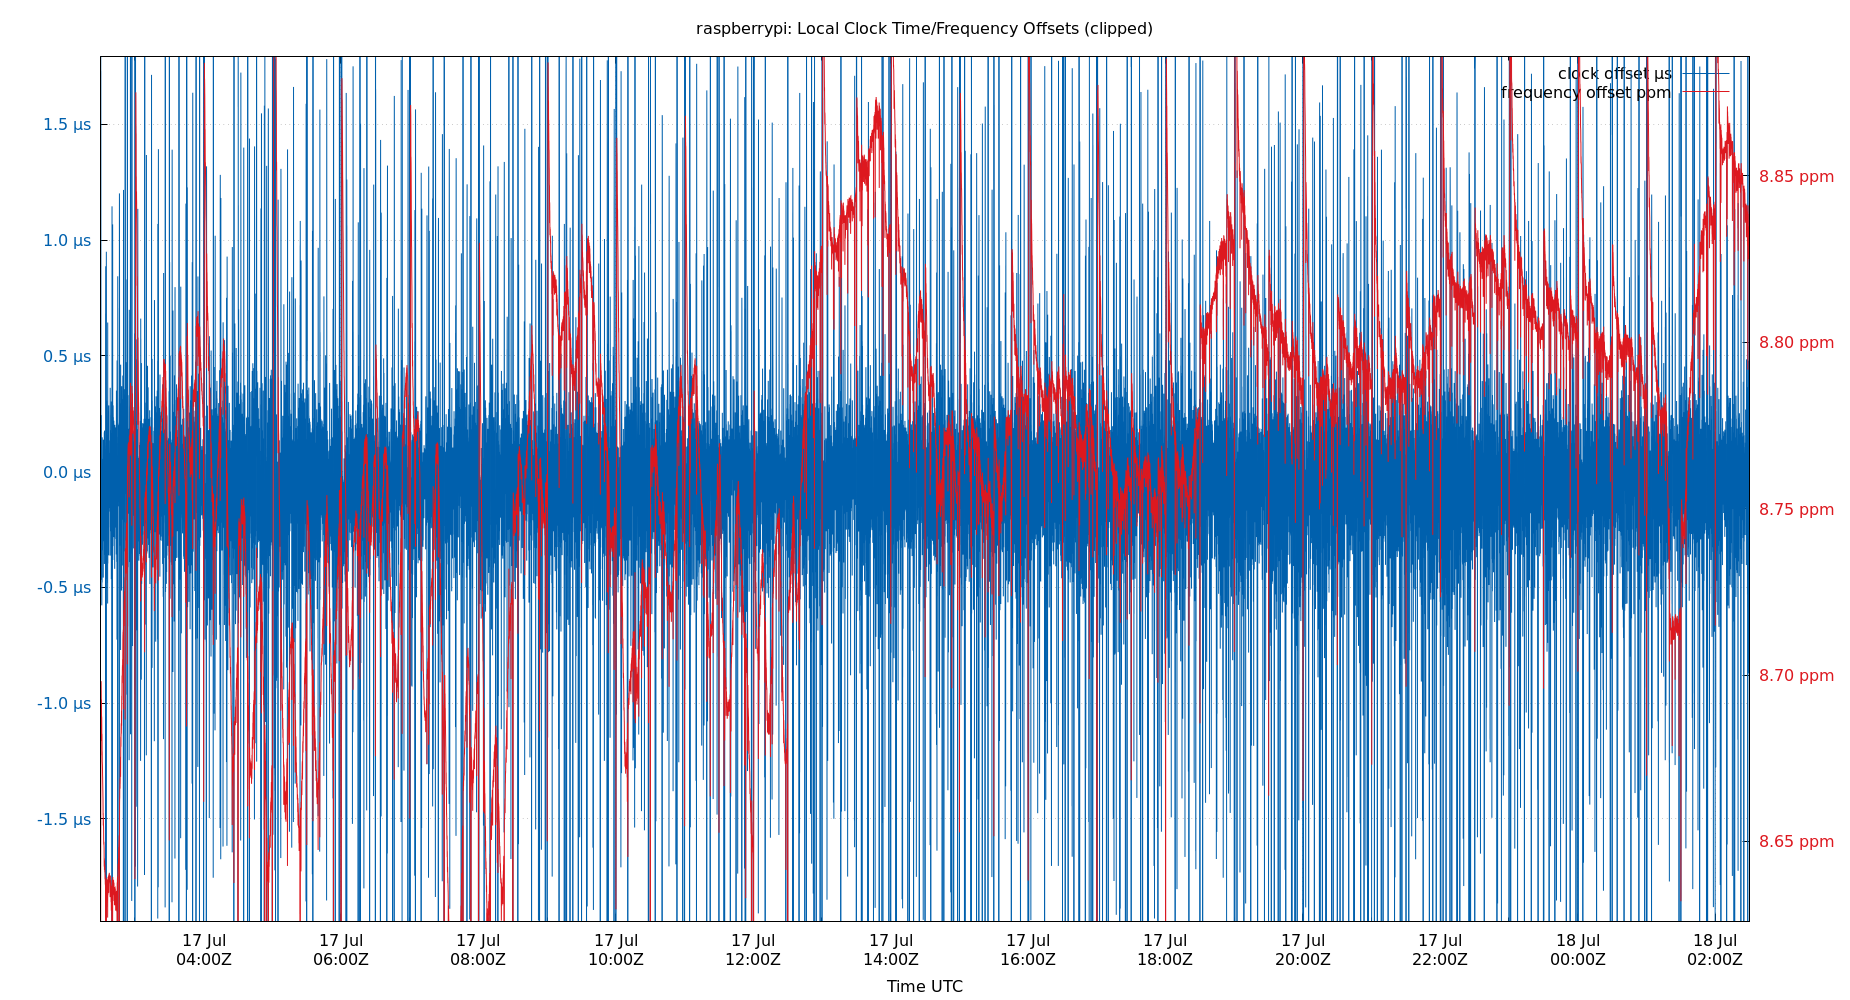 raspberrypi: Local Clock Time/Frequency Offsets (clipped)
clock offset µs
frequency offset ppm
1.5 µs
1.0 µs
0.5 µs
0.0 µs
-0.5 µs
-1.0 µs
-1.5 µs
8.85 ppm
8.80 ppm
8.75 ppm
8.70 ppm
8.65 ppm
17 Jul 17 Jul 17 Jul 17 Jul 17 Jul 17 Jul 17 Jul 17 Jul 17 Jul 17 Jul 18 Jul 18 Jul
04:00Z 06:00Z 08:00Z 10:00Z 12:00Z 14:00Z 16:00Z 18:00Z 20:00Z 22:00Z 00:00Z 02:00Z
Time UTC